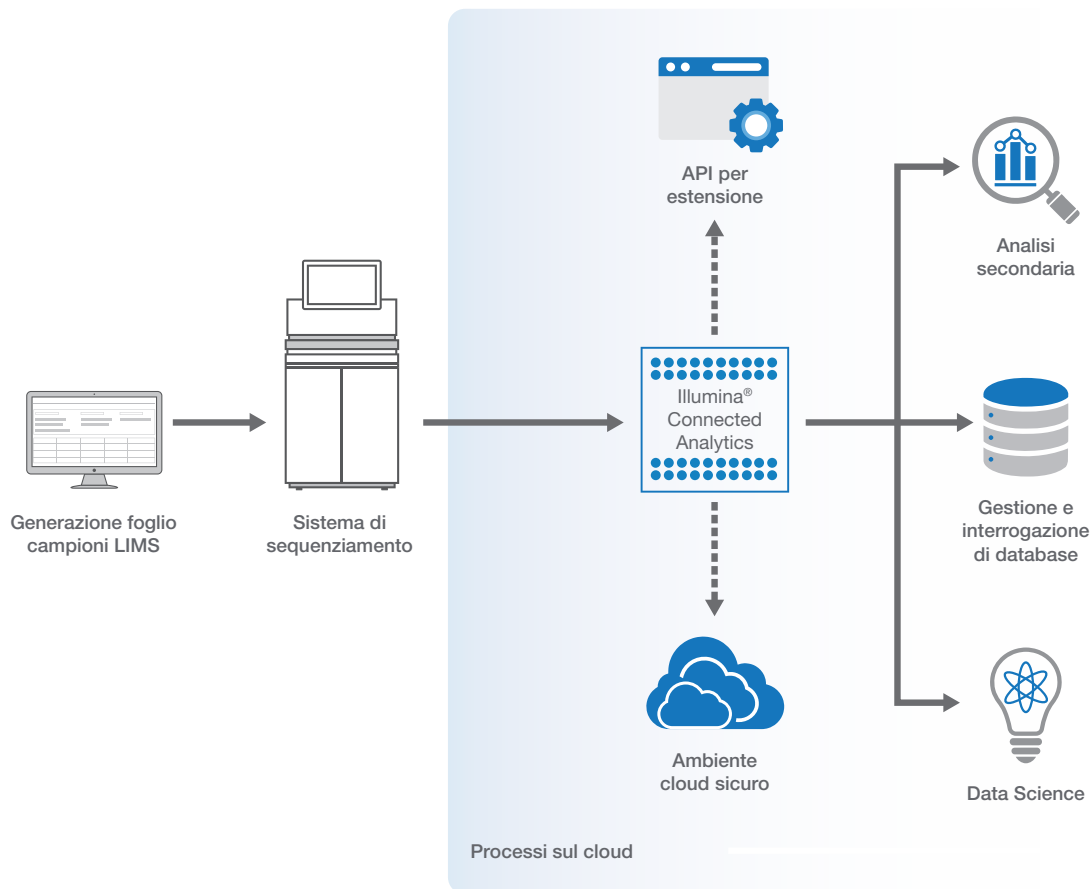 API per
estensione
Analisi
secondaria
Illumina®
Connected
Analytics
Generazione foglio
campioni LIMS
Sistema di
sequenziamento
Gestione e
interrogazione
di database
Ambiente
cloud sicuro
Data Science
Processi sul cloud